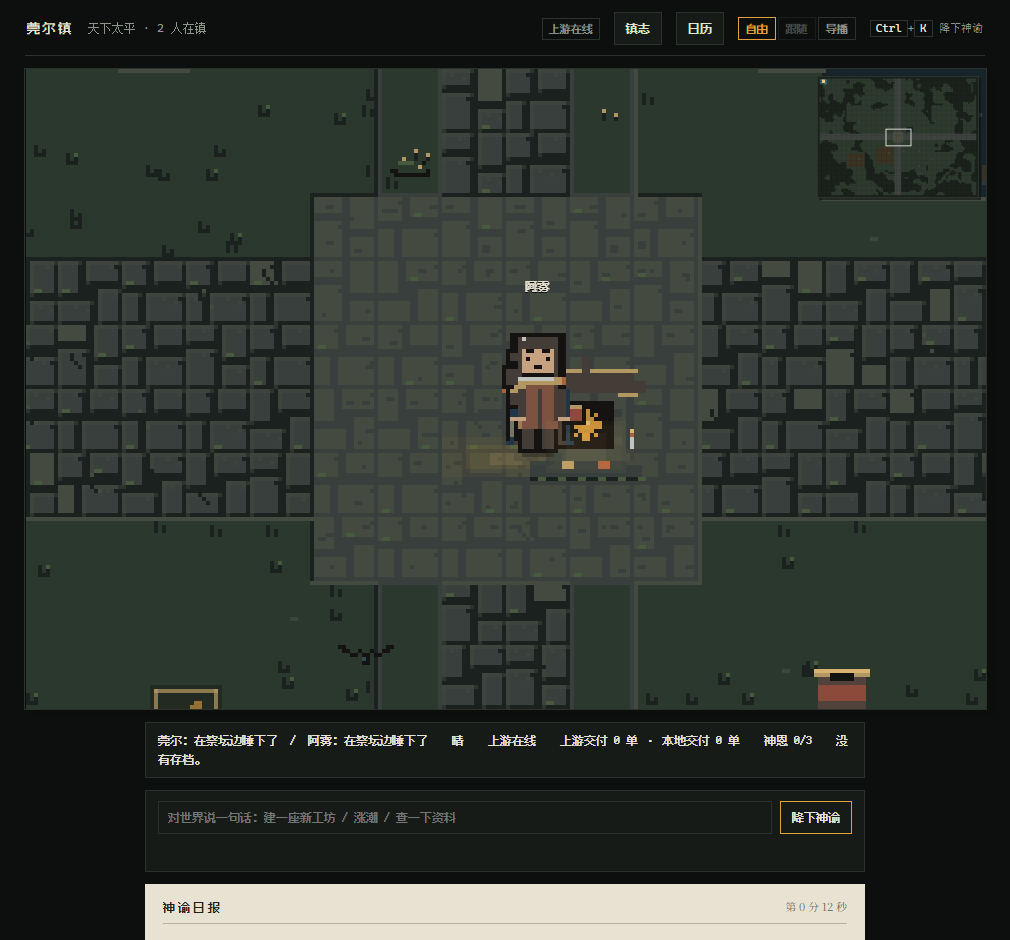 莞尔镇 天下太平 · 2 人在镇 上游在线 镇志 日历 自由 跟随 导播 Ctrl+K 降下神谕
阿雾
莞尔: 在祭坛边睡下了 / 阿雾: 在祭坛边睡下了 晴 上游在线 上游交付 0 单 · 本地交付 0 单 神恩 0/3 没
有存档。
对世界说一句话: 建一座新工坊 / 涨潮 / 查一下资料 降下神谕
神谕日报 第 0 分 12 秒